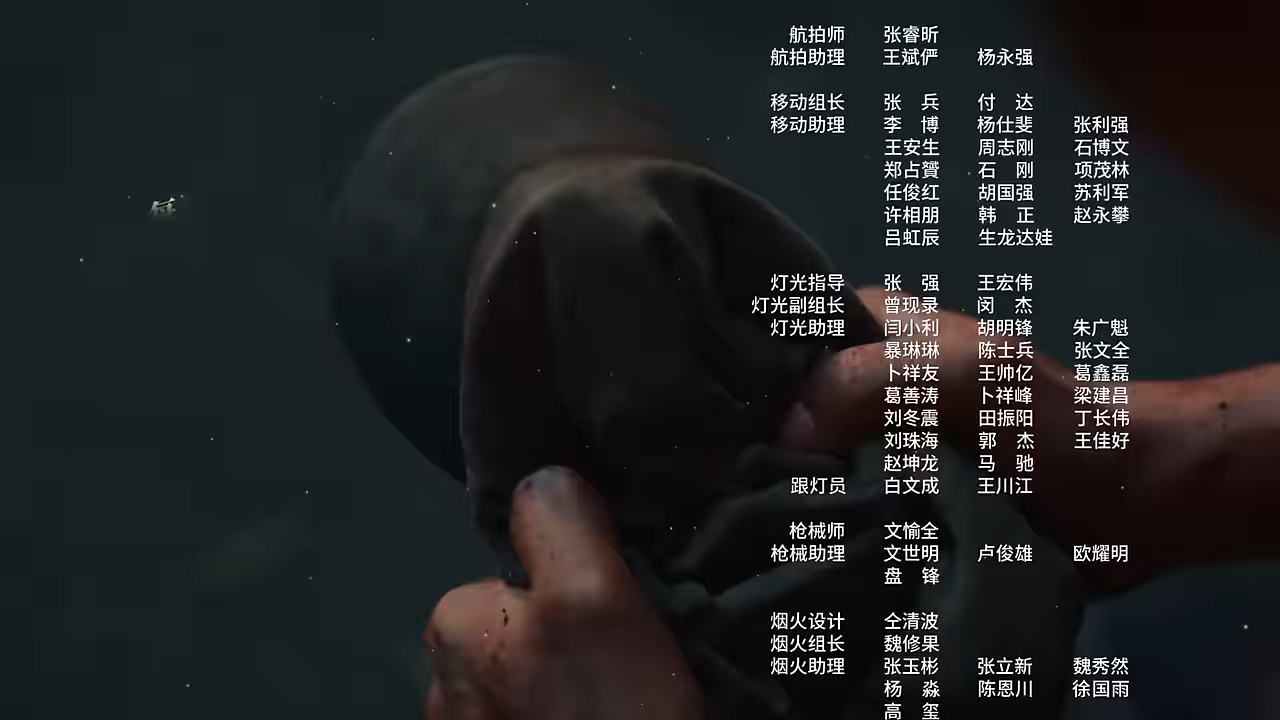 航拍师 张睿昕
航拍助理 王斌俨 杨永强
移动组长 张 兵 付 达
移动助理 李 博 杨仕斐 张利强
王安生 周志刚 石博文
郑占贇 石 刚 项茂林
任俊红 胡国强 苏利军
许相朋 韩 正 赵永攀
吕虹辰 生龙达娃
灯光指导 张 强 王宏伟
灯光副组长 曾现录 闵 杰
灯光助理 闫小利 胡明锋 朱广魁
暴琳琳 陈士兵 张文全
卜祥友 王帅亿 葛鑫磊
葛善涛 卜祥峰 梁建昌
刘冬震 田振阳 丁长伟
刘珠海 郭 杰 王佳好
赵坤龙 马 驰
跟灯员 白文成 王川江
枪械师 文愉全
枪械助理 文世明 卢俊雄 欧耀明
盘 锋
烟火设计 仝清波
烟火组长 魏修果
烟火助理 张玉彬 张立新 魏秀然
杨 淼 陈恩川 徐国雨
高 玺